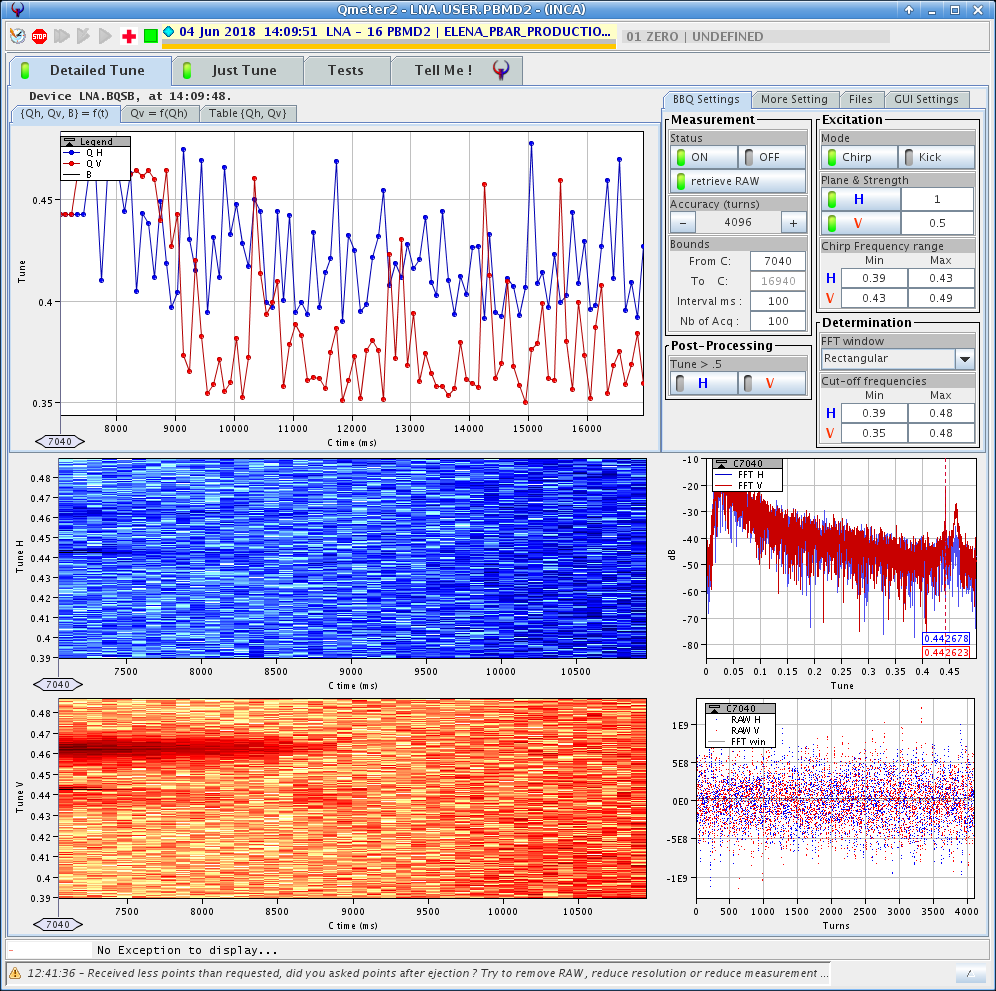 Qmeter2 - LNA.USER.PBMD2 - (INCA)
STOP
04 Jun 2018 14:09:51 LNA - 16 PBMD2 | ELENA_PBAR_PRODUCTIO...
01 ZERO | UNDEFINED
Detailed Tune
Just Tune
Tests
Tell Me !
Device LNA.BQSB, at 14:09:48.
{Qh, Qv, B} = f(t)
Qv = f(Qh)
Table {Qh, Qv}
Legend
Q H
Q V
B
Tune
0.45
0.4
0.35
8000 9000 10000 11000 12000 13000 14000 15000 16000
7040
C time (ms)
BBQ Settings
More Setting
Files
GUI Settings
Measurement
Status
ON
OFF
retrieve RAW
Accuracy (turns)
− 4096 +
Bounds
From C: 7040
To C: 16940
Interval ms : 100
Nb of Acq : 100
Post-Processing
Tune > .5
H
V
Excitation
Mode
Chirp
Kick
Plane & Strength
H 1
V 0.5
Chirp Frequency range
Min Max
H 0.39 0.43
V 0.43 0.49
Determination
FFT window
Rectangular
Cut-off frequencies
Min Max
H 0.39 0.48
V 0.35 0.48
Tune H
0.48
0.47
0.46
0.45
0.44
0.43
0.42
0.41
0.4
0.39
7500 8000 8500 9000 9500 10000 10500
7040
C time (ms)
C7040
FFT H
FFT V
dB
-10
-20
-30
-40
-50
-60
-70
-80
0.442678
0.442623
0 0.05 0.1 0.15 0.2 0.25 0.3 0.35 0.4 0.45
Tune
Tune V
0.48
0.47
0.46
0.45
0.44
0.43
0.42
0.41
0.4
0.39
7500 8000 8500 9000 9500 10000 10500
7040
C time (ms)
C7040
RAW H
RAW V
FFT win
1E9
5E8
0E0
-5E8
-1E9
0 500 1000 1500 2000 2500 3000 3500 4000
Turns
- No Exception to display...
12:41:36 - Received less points than requested, did you asked points after ejection ? Try to remove RAW , reduce resolution or reduce measurement ...